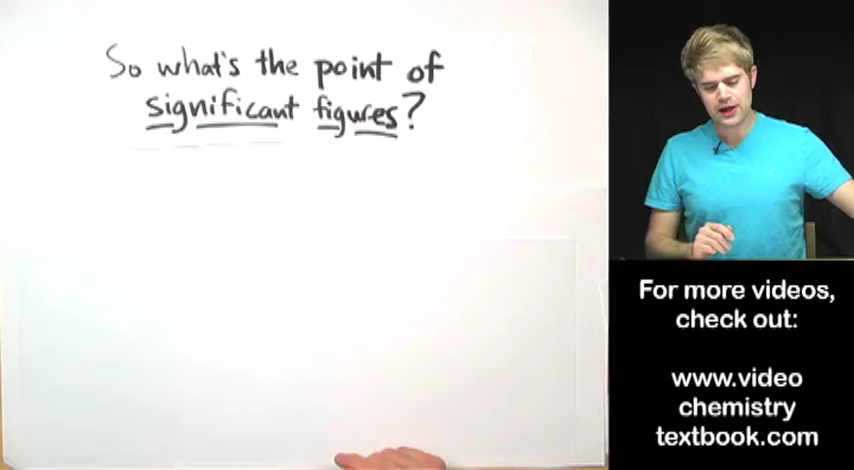 So what's the point of
significant figures?
For more videos,
check out:
www.video
chemistry
textbook.com